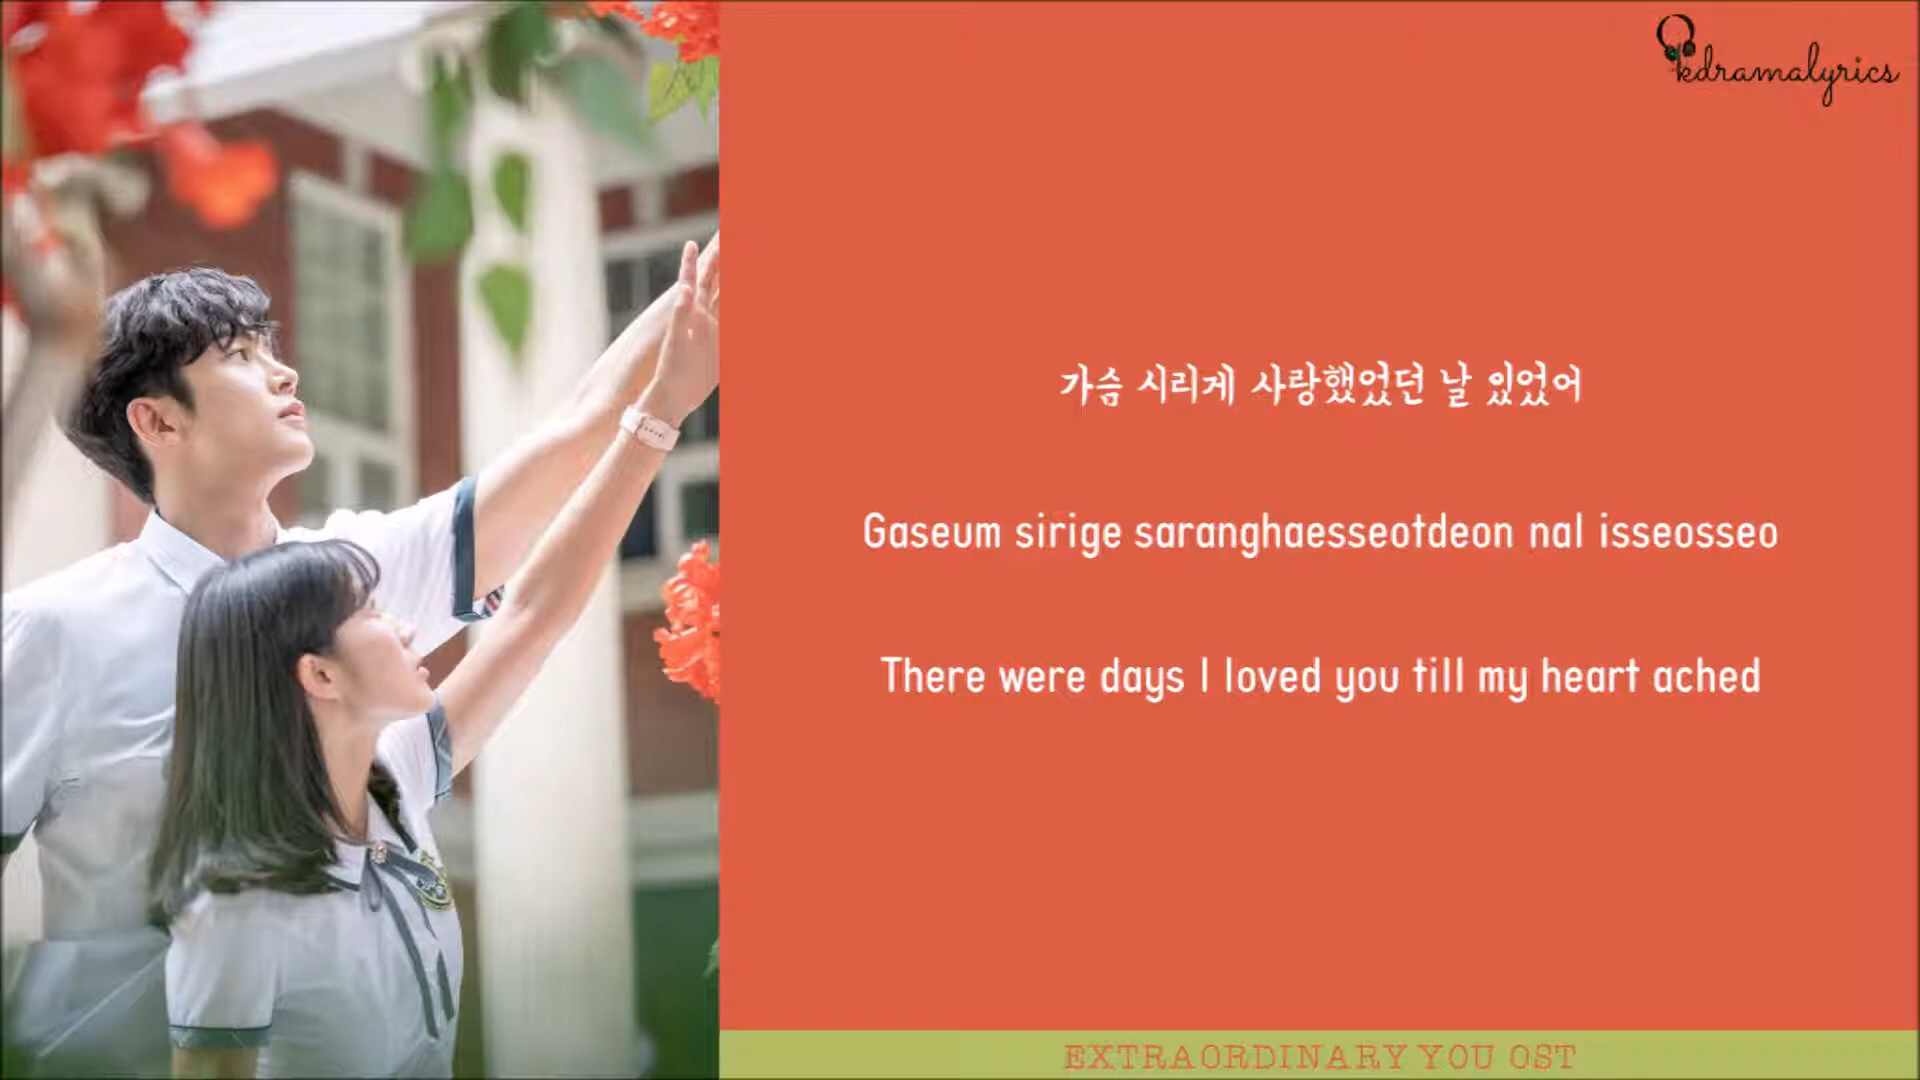 kdramalyrics
가슴 시리게 사랑했었던 날 있었어
Gaseum sirige saranghaesseotdeon nal isseosseo
There were days I loved you till my heart ached
EXTRAORDINARY YOU OST